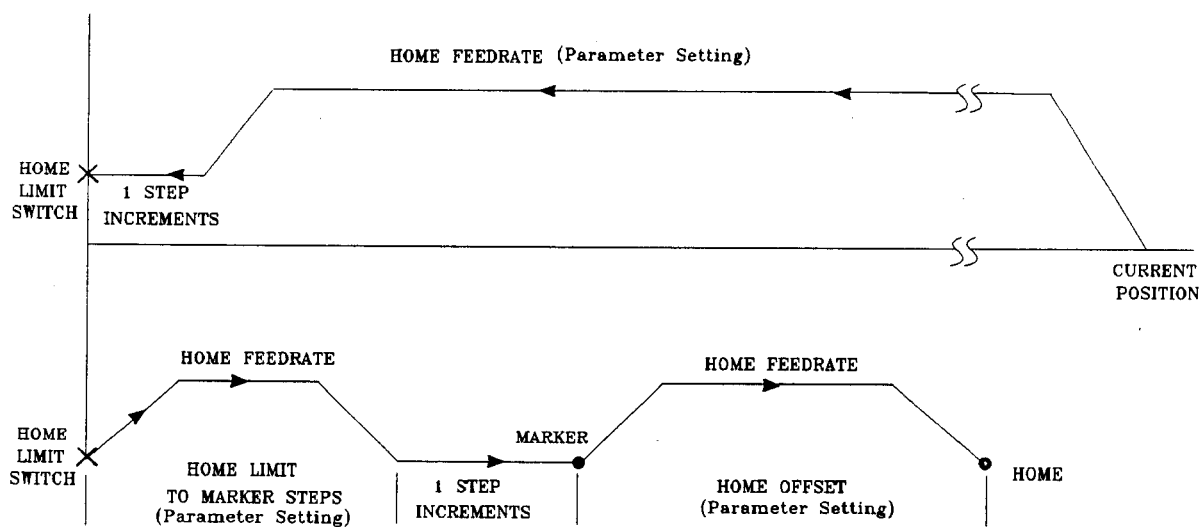 HOME FEEDRATE (Parameter Setting)
HOME
LIMIT
SWITCH
1 STEP
INCREMENTS
CURRENT
POSITION
HOME FEEDRATE
HOME FEEDRATE
HOME
LIMIT
SWITCH
MARKER
HOME LIMIT
TO MARKER STEPS
(Parameter Setting)
1 STEP
INCREMENTS
HOME OFFSET
(Parameter Setting)
HOME